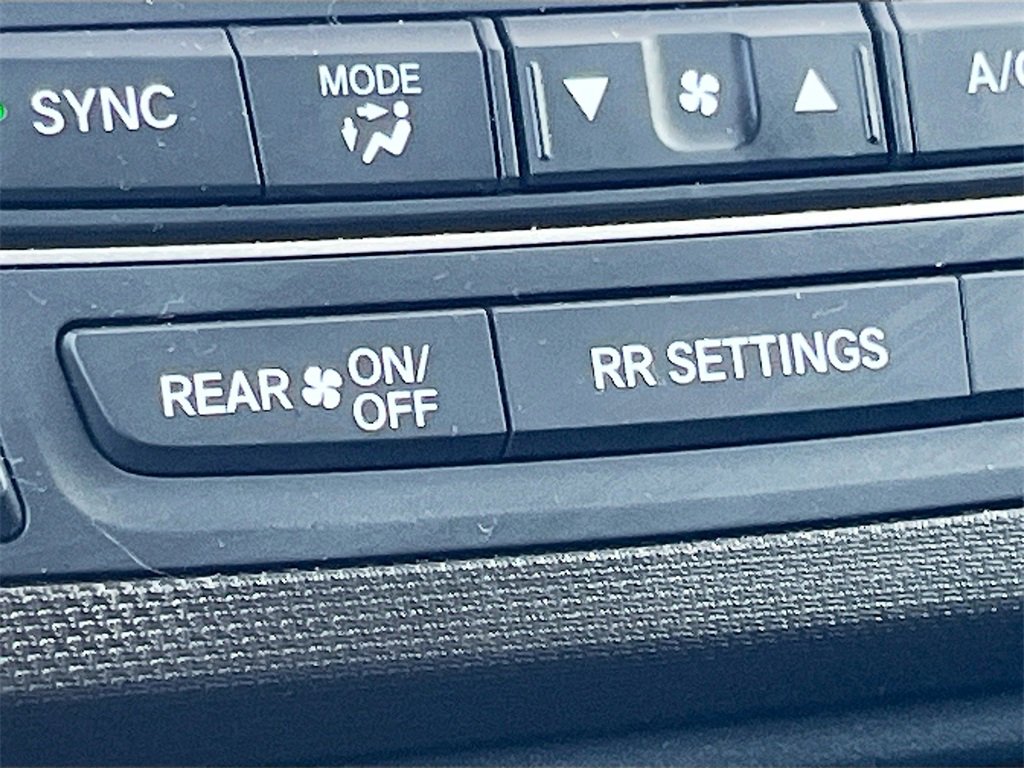 SYNC
MODE
A/C
REAR ON/
OFF
RR SETTINGS